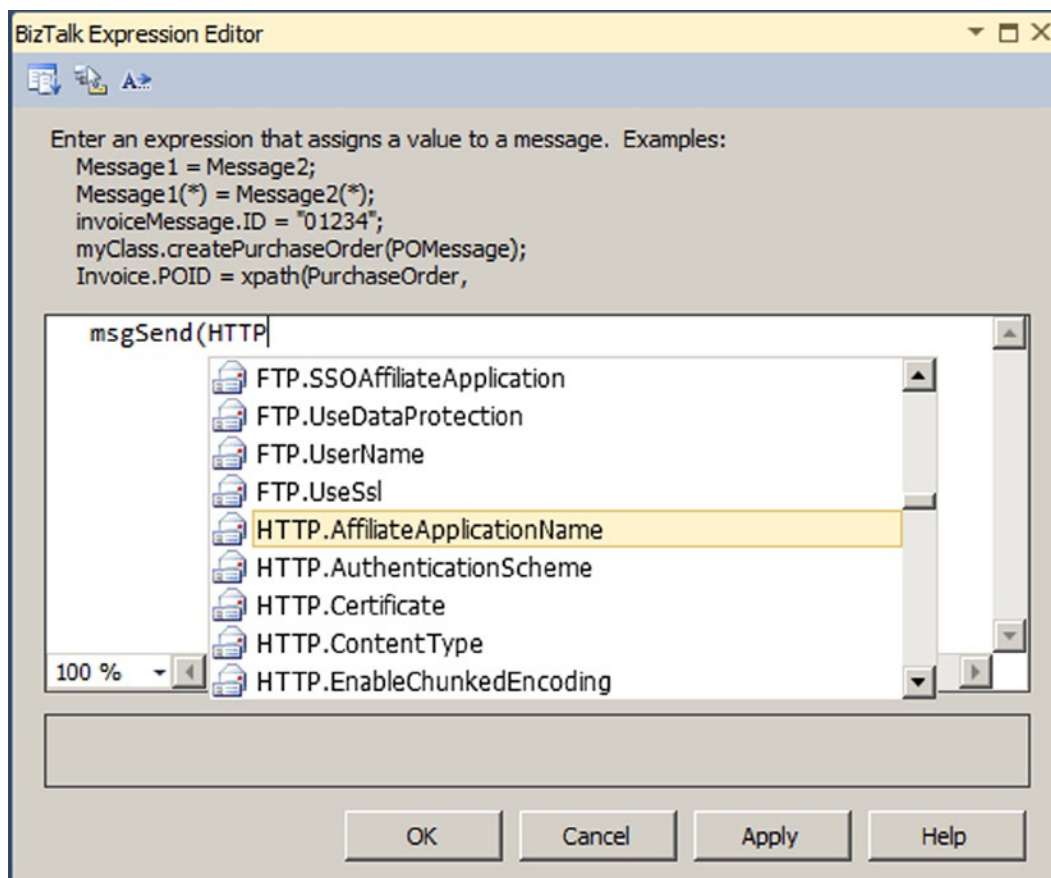 BizTalk Expression Editor
A
Enter an expression that assigns a value to a message. Examples:
Message1 = Message2;
Message1(*) = Message2(*);
invoiceMessage.ID = "01234";
myClass.createPurchaseOrder(POMessage);
Invoice.POID = xpath(PurchaseOrder,
msgSend(HTTP
FTP.SSOAffiliateApplication
FTP.UseDataProtection
FTP.UserName
FTP.UseSsl
HTTP.AffiliateApplicationName
HTTP.AuthenticationScheme
HTTP.Certificate
HTTP.ContentType
100 %
HTTP.EnableChunkedEncoding
OK Cancel Apply Help